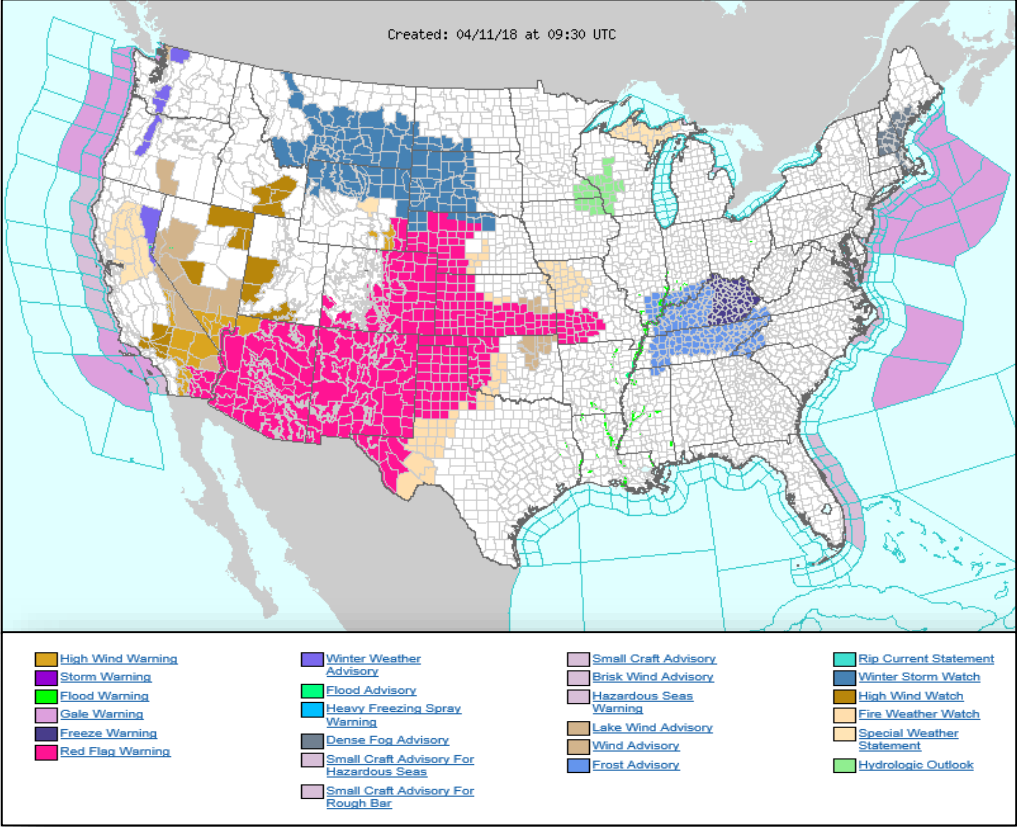 Created: 04/11/18 at 09:30 UTC
High Wind Warning
Storm Warning
Flood Warning
Gale Warning
Freeze Warning
Red Flag Warning
Winter Weather
Advisory
Flood Advisory
Heavy Freezing Spray
Warning
Dense Fog Advisory
Small Craft Advisory For
Hazardous Seas
Small Craft Advisory For
Rough Bar
Small Craft Advisory
Brisk Wind Advisory
Hazardous Seas
Warning
Lake Wind Advisory
Wind Advisory
Frost Advisory
Rip Current Statement
Winter Storm Watch
High Wind Watch
Fire Weather Watch
Special Weather
Statement
Hydrologic Outlook